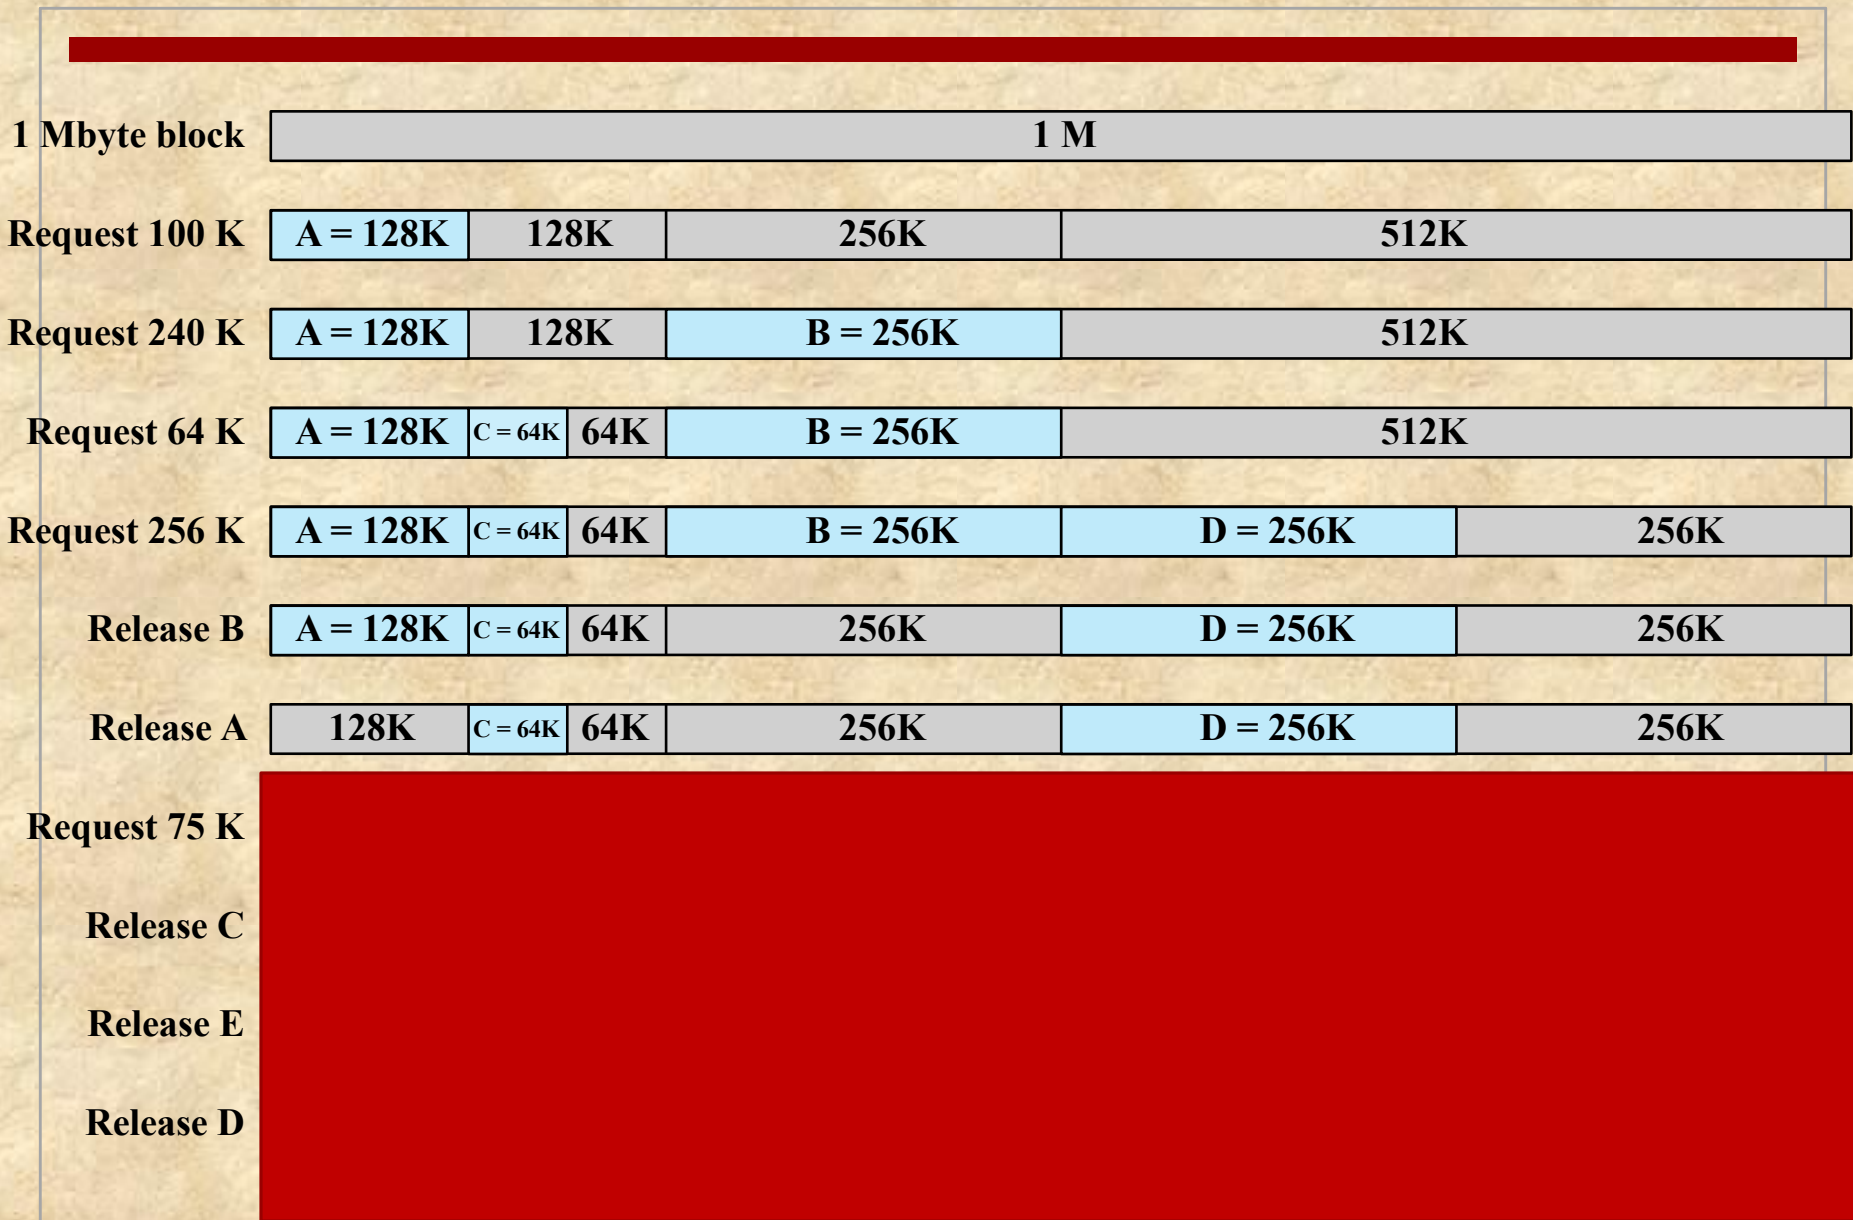 1 Mbyte block 1 M
Request 100 K A = 128K 128K 256K 512K
Request 240 K A = 128K 128K B = 256K 512K
Request 64 K A = 128K C = 64K 64K B = 256K 512K
Request 256 K A = 128K C = 64K 64K B = 256K D = 256K 256K
Release B A = 128K C = 64K 64K 256K D = 256K 256K
Release A 128K C = 64K 64K 256K D = 256K 256K
Request 75 K
Release C
Release E
Release D